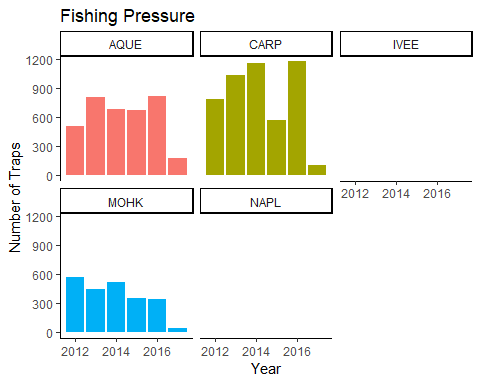 Fishing Pressure
AQUE CARP IVEE
1200
900
600
300
0
2012 2014 2016
MOHK NAPL
1200
900
600
300
0
2012 2014 2016 2012 2014 2016
Number of Traps
Year